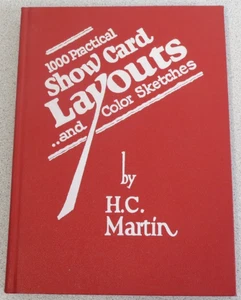 1000 Practical
Show Card
Layouts
..and Color Sketches
by
H.C.
Martin